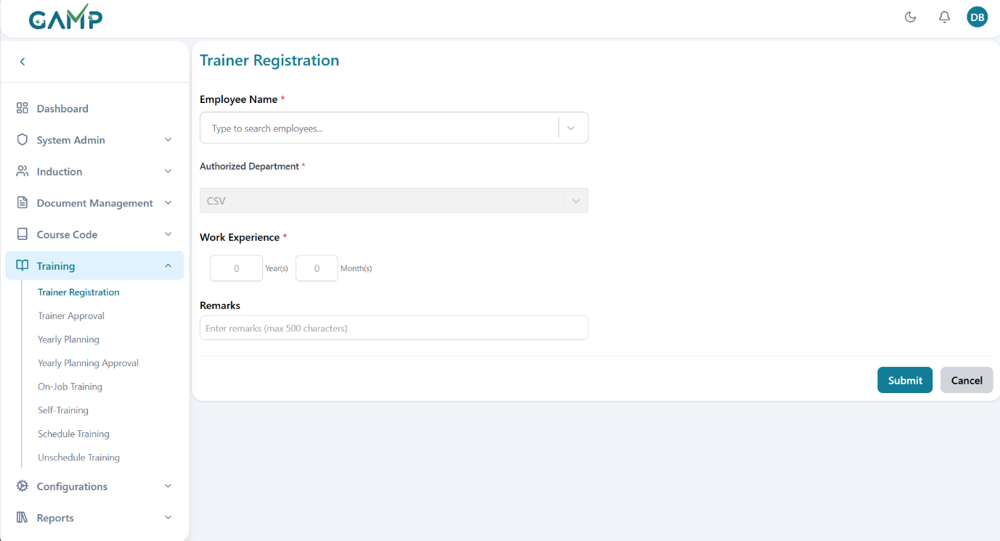 GAMP
DB
Trainer Registration
Employee Name *
Type to search employees...
Authorized Department *
CSV
Work Experience *
0 Year(s) 0 Month(s)
Remarks
Enter remarks (max 500 characters)
Submit Cancel
Dashboard
System Admin
Induction
Document Management
Course Code
Training
Trainer Registration
Trainer Approval
Yearly Planning
Yearly Planning Approval
On-Job Training
Self-Training
Schedule Training
Unschedule Training
Configurations
Reports